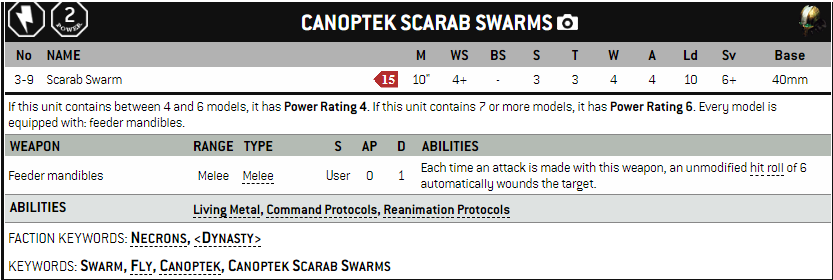 2
POWER
CANOPTEK SCARAB SWARMS
No NAME M WS BS S T W A Ld Sv Base
3-9 Scarab Swarm 15 10" 4+ - 3 3 4 4 10 6+ 40mm
If this unit contains between 4 and 6 models, it has Power Rating 4. If this unit contains 7 or more models, it has Power Rating 6. Every model is
equipped with: feeder mandibles.
WEAPON RANGE TYPE S AP D ABILITIES
Feeder mandibles Melee Melee User 0 1 Each time an attack is made with this weapon, an unmodified hit roll of 6
automatically wounds the target.
ABILITIES Living Metal, Command Protocols, Reanimation Protocols
FACTION KEYWORDS: NECRONS, <DYNASTY>
KEYWORDS: SWARM, FLY, CANOPTEK, CANOPTEK SCARAB SWARMS